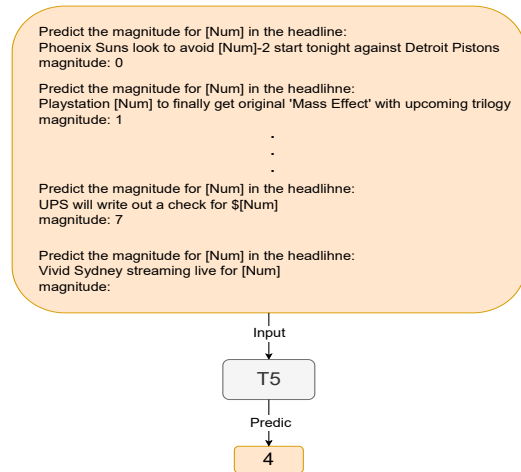 Predict the magnitude for [Num] in the headline:
Phoenix Suns look to avoid [Num]-2 start tonight against Detroit Pistons
magnitude: 0
Predict the magnitude for [Num] in the headlihne:
Playstation [Num] to finally get original 'Mass Effect' with upcoming trilogy
magnitude: 1
.
.
.
Predict the magnitude for [Num] in the headlihne:
UPS will write out a check for $[Num]
magnitude: 7
Predict the magnitude for [Num] in the headlihne:
Vivid Sydney streaming live for [Num]
magnitude:
Input
T5
Predic
4